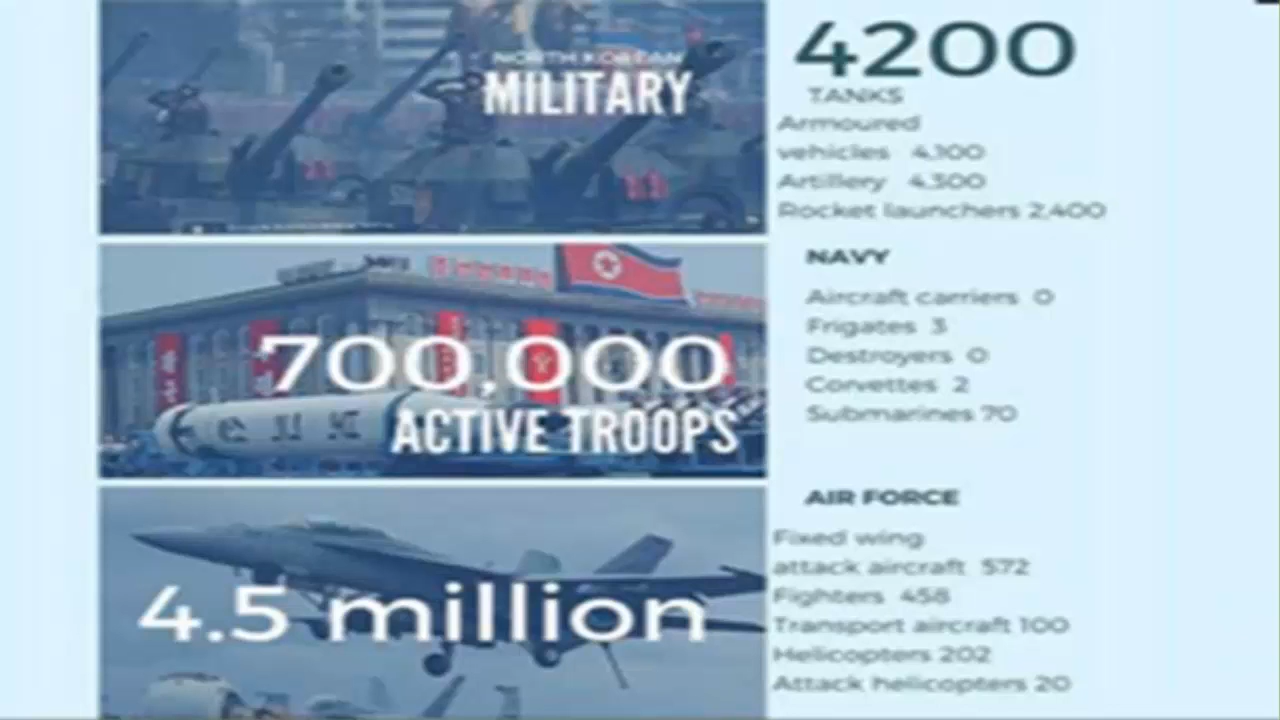 NORTH KOREAN
MILITARY
4200
TANKS
Armoured
vehicles 4,100
Artillery 4,300
Rocket launchers 2,400
700,000
ACTIVE TROOPS
NAVY
Aircraft carriers 0
Frigates 3
Destroyers 0
Corvettes 2
Submarines 70
4.5 million
AIR FORCE
Fixed wing
attack aircraft 572
Fighters 458
Transport aircraft 100
Helicopters 202
Attack helicopters 20